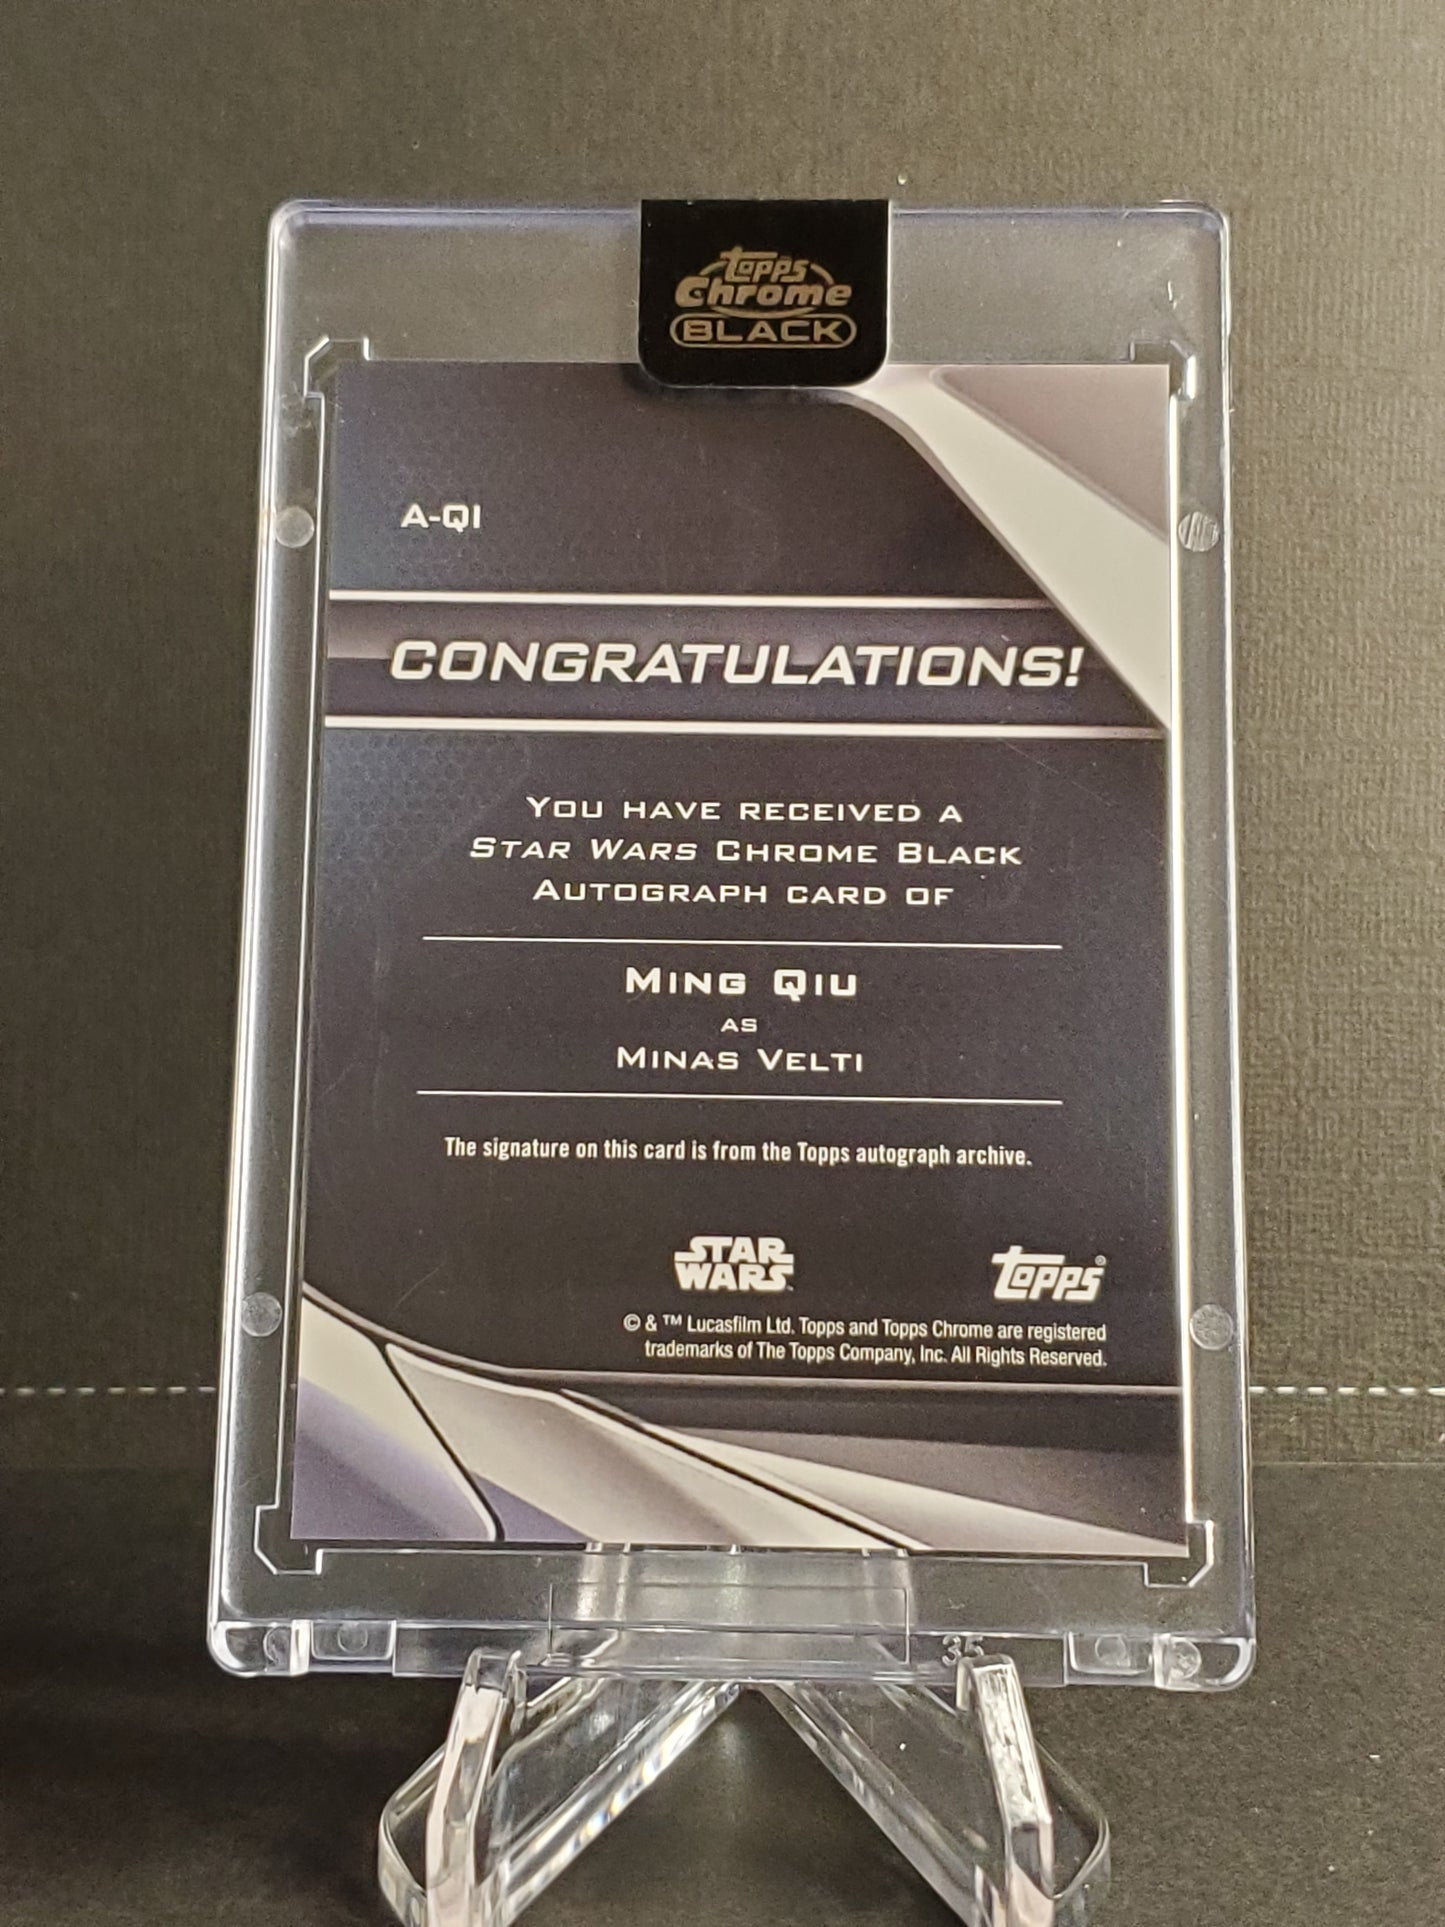 Topps
Chrome
BLACK
A-QI
CONGRATULATIONS!
YOU HAVE RECEIVED A
STAR WARS CHROME BLACK
AUTOGRAPH CARD OF
MING QIU
AS
MINAS VELTI
The signature on this card is from the Topps autograph archive.
STAR
WARS
Topps®
© & ™ Lucasfilm Ltd. Topps and Topps Chrome are registered
trademarks of The Topps Company, Inc. All Rights Reserved.
35